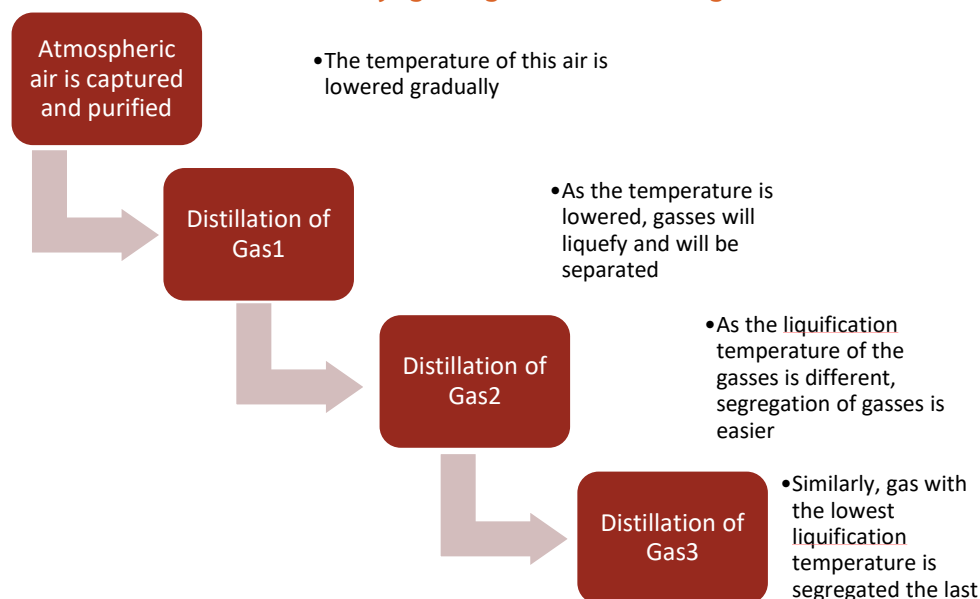 Atmospheric
air is captured
and purified
•The temperature of this air is
lowered gradually
Distillation of
Gas1
•As the temperature is
lowered, gasses will
liquefy and will be
separated
Distillation of
Gas2
•As the liquification
temperature of the
gasses is different,
segregation of gasses is
easier
Distillation of
Gas3
•Similarly, gas with
the lowest
liquification
temperature is
segregated the last